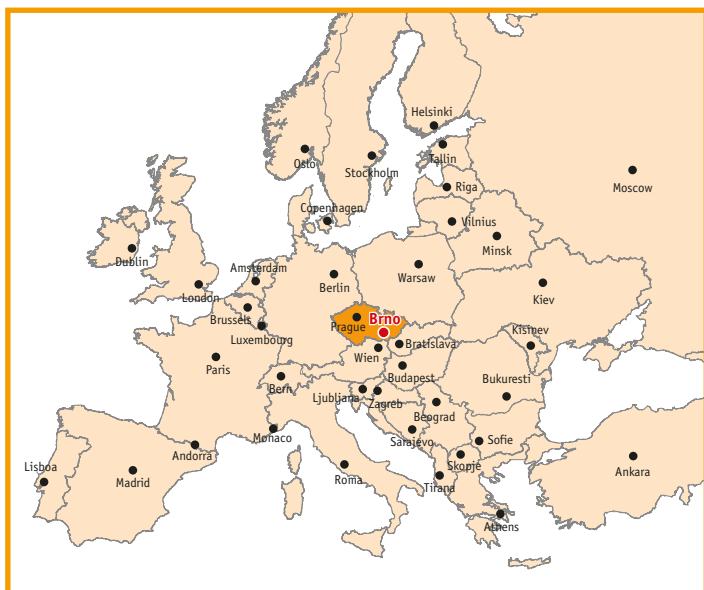 Helsinki
Oslo
Stockholm
Tallin
Riga
Moscow
Copenhagen
Vilnius
Minsk
Dublin
Amsterdam
Berlin
Warsaw
London
Kiev
Brussels
Prague
Brno
Luxembourg
Kisinev
Wien
Bratislava
Paris
Bern
Budapest
Bukuresti
Ljubljana
Zagreb
Beograd
Monaco
Sarajevo
Sofie
Andorra
Lisboa
Madrid
Roma
Skopje
Tirana
Ankara
Athens